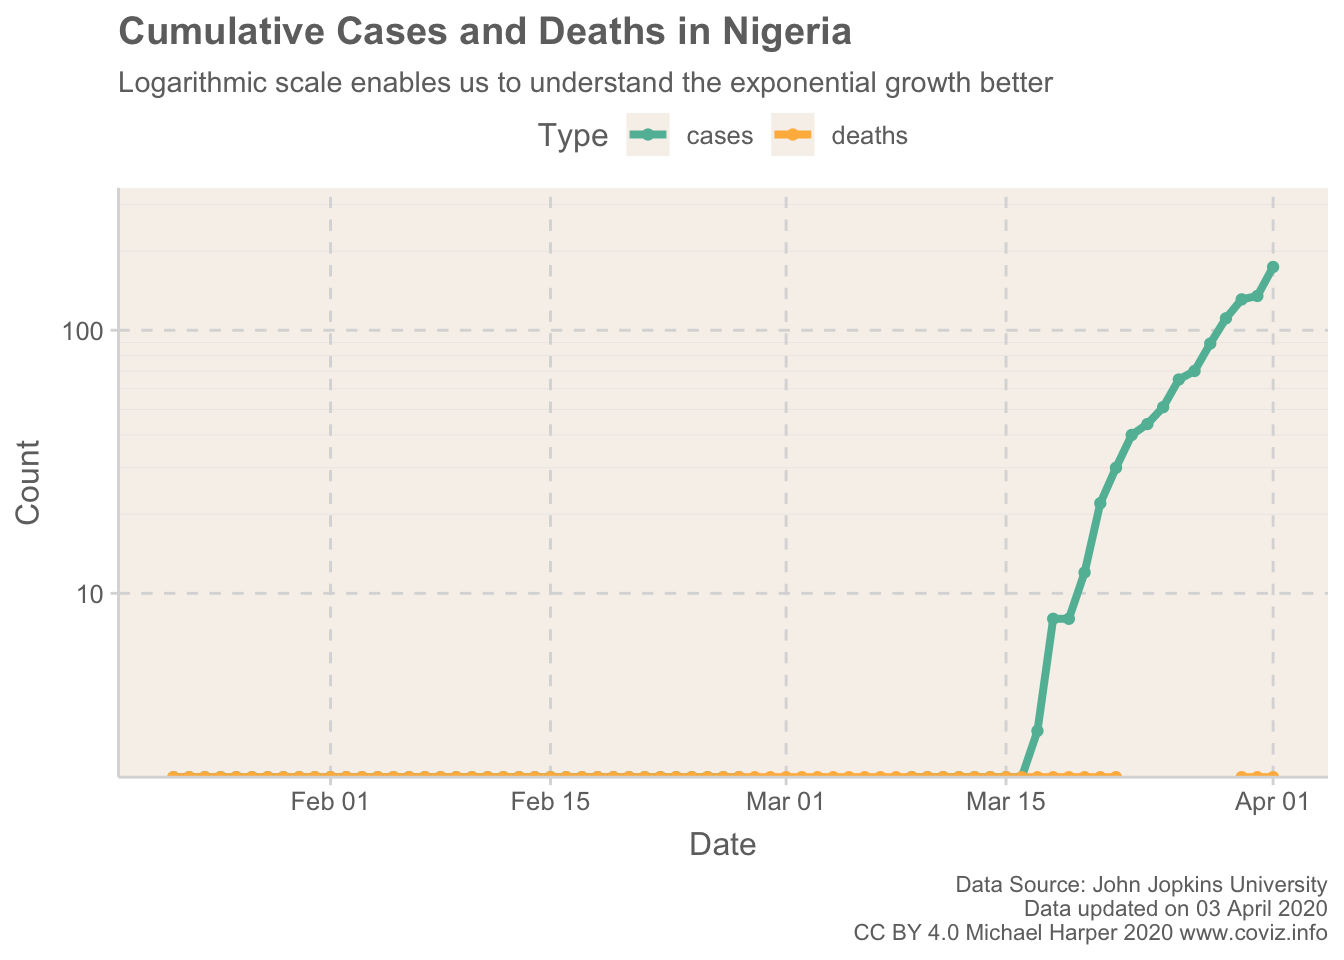 Cumulative Cases and Deaths in Nigeria
Logarithmic scale enables us to understand the exponential growth better
Type cases deaths
100
10
Count
Feb 01 Feb 15 Mar 01 Mar 15 Apr 01
Date
Data Source: John Jopkins University
Data updated on 03 April 2020
CC BY 4.0 Michael Harper 2020 www.coviz.info